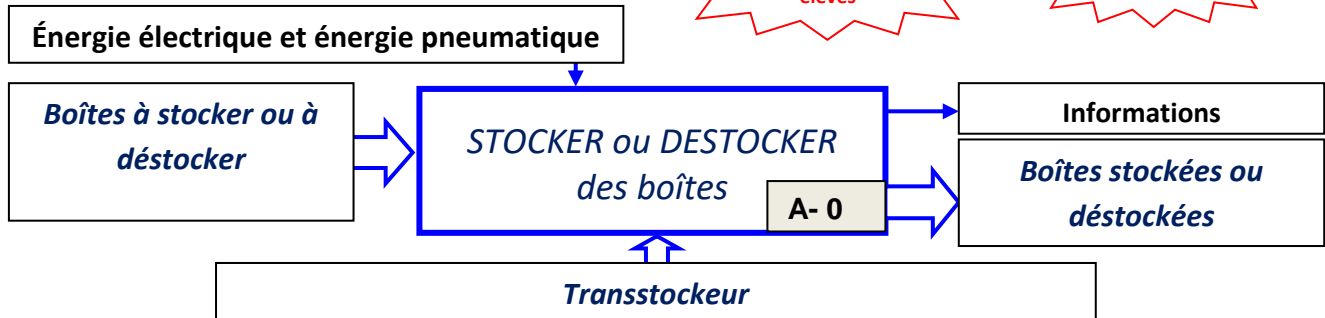 élevés
Énergie électrique et énergie pneumatique
Boîtes à stocker ou à
déstocker
STOCKER ou DESTOCKER
des boîtes
A- 0
Informations
Boîtes stockées ou
déstockées
Transstockeur